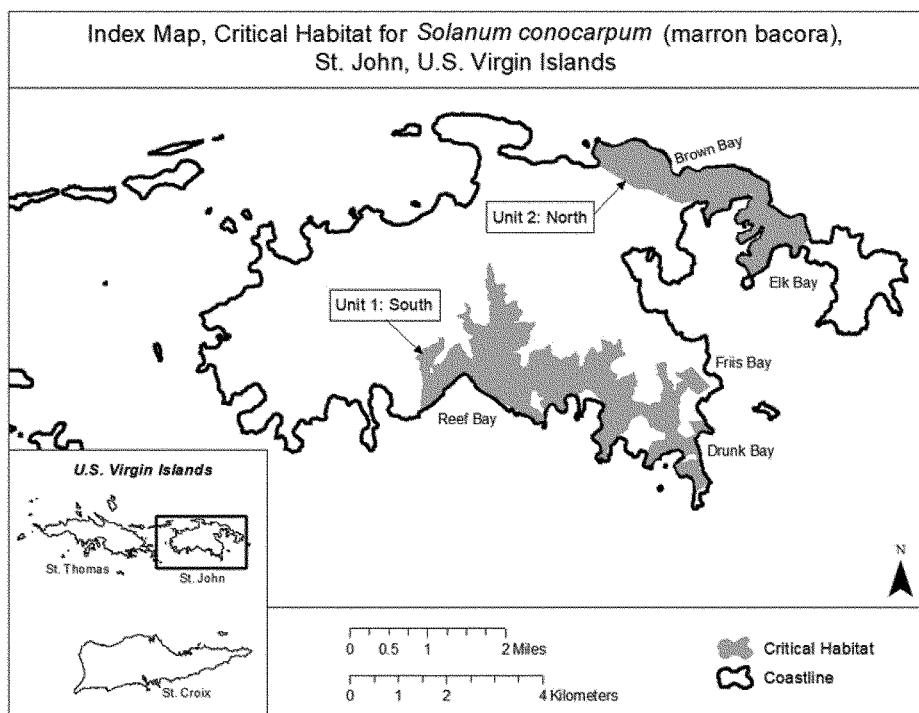 Index Map, Critical Habitat for Solanum conocarpum (marron bacora),
St. John, U.S. Virgin Islands
Brown Bay
Unit 2: North
Elk Bay
Unit 1: South
Friis Bay
Reef Bay
Drunk Bay
U.S. Virgin Islands
St. Thomas
St. John
St. Croix
N
0 0.5 1 2 Miles
0 1 2 4 Kilometers
Critical Habitat
Coastline